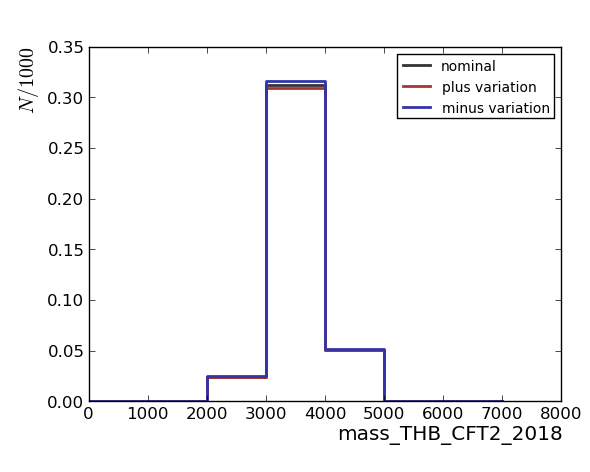 N/1000
0.35
0.30
0.25
0.20
0.15
0.10
0.05
0.00
nominal
plus variation
minus variation
0 1000 2000 3000 4000 5000 6000 7000 8000
mass_THB_CFT2_2018